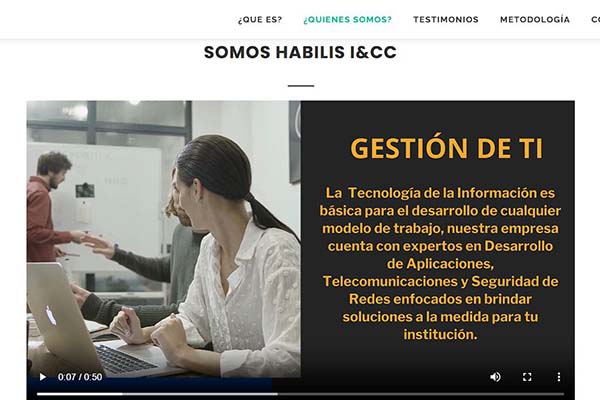 ¿QUE ES? ¿QUIENES SOMOS? TESTIMONIOS METODOLOGÍA
SOMOS HABILIS I&CC
GESTIÓN DE TI
La Tecnología de la Información es
básica para el desarrollo de cualquier
modelo de trabajo, nuestra empresa
cuenta con expertos en Desarrollo
de Aplicaciones,
Telecomunicaciones y Seguridad de
Redes enfocados en brindar
soluciones a la medida para tu
institución.
0:07 / 0:50